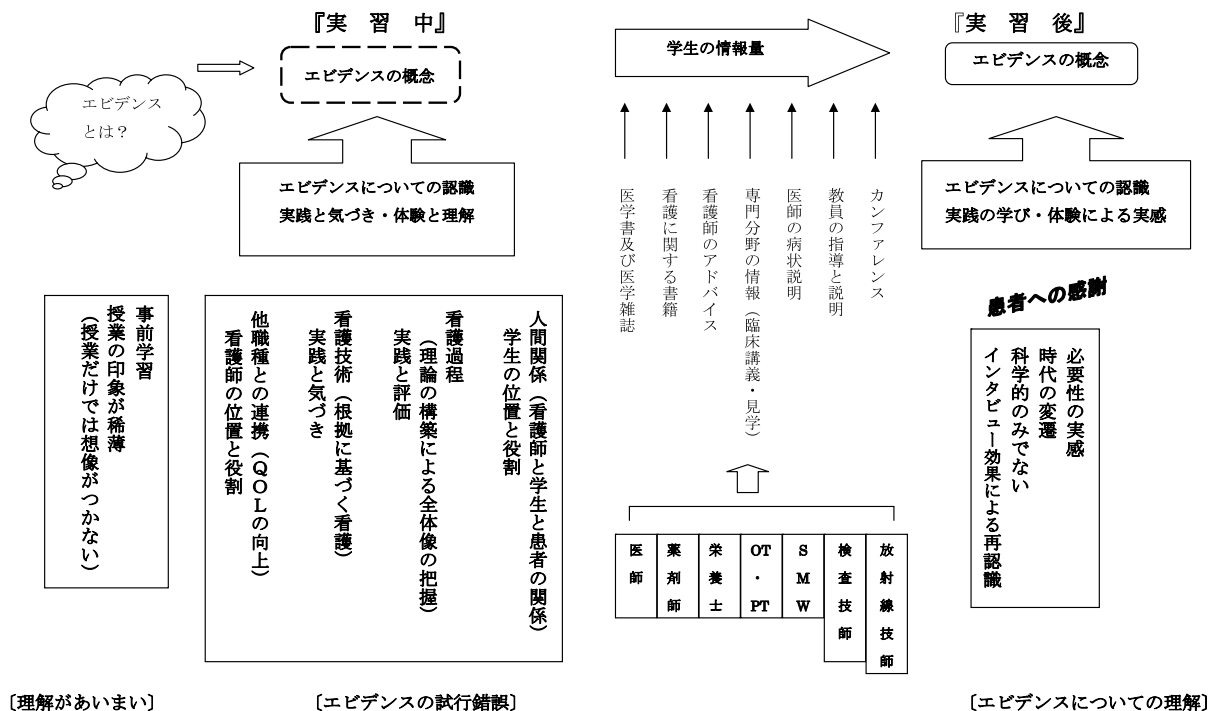 『実　習　中』
エビデンスの概念
エビデンス
とは？
エビデンスについての認識
実践と気づき・体験と理解
事前学習
授業の印象が稀薄
（授業だけでは想像がつかない）
人間関係（看護師と学生と患者の関係）
学生の位置と役割
看護過程
（理論の構築による全体像の把握）
実践と評価
看護技術（根拠に基づく看護）
実践と気づき
他職種との連携（ＱＯＬの向上）
看護師の位置と役割
学生の情報量
医学書及び医学雑誌
看護に関する書籍
看護師のアドバイス
専門分野の情報（臨床講義・見学）
医師の病状説明
教員の指導と説明
カンファレンス
医師
薬剤師
栄養士
OT・PT
SMW
検査技師
放射線技師
『実　習　後』
エビデンスの概念
エビデンスについての認識
実践の学び・体験による実感
患者への感謝
必要性の実感
時代の変遷
科学的のみでない
インタビュー効果による再認識
〔理解があいまい〕
〔エビデンスの試行錯誤〕
〔エビデンスについての理解〕